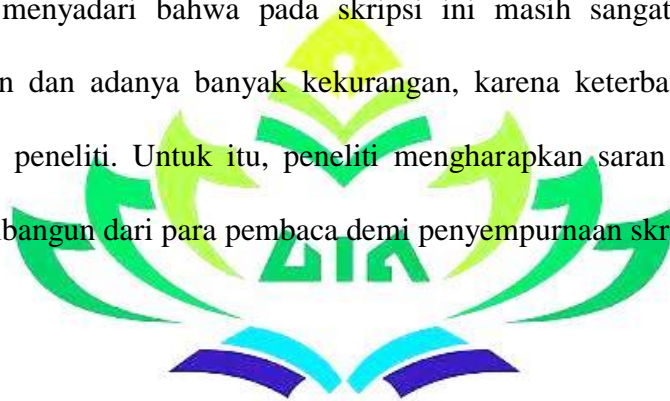 menyadari bahwa pada skripsi ini masih sangat
n dan adanya banyak kekurangan, karena keterba
peneliti. Untuk itu, peneliti mengharapkan saran
bangun dari para pembaca demi penyempurnaan skr
UIN